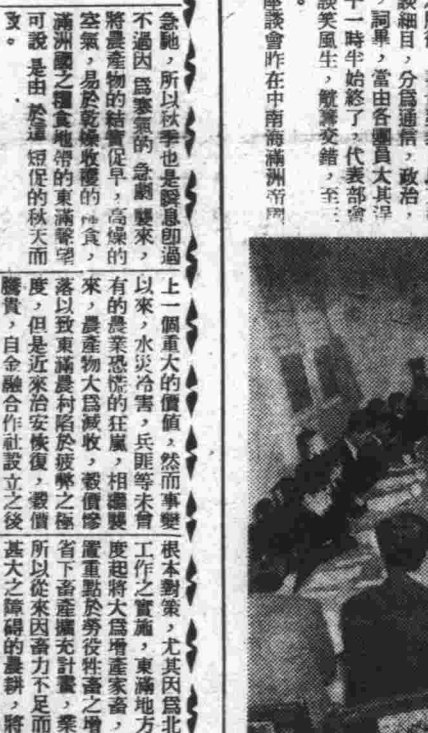 談細目，分爲通信，政治，
，詞畢，當由各團員大其浬
十一時半始終了，代表部會
談笑風生，觥籌交錯，至三
。
座談會昨在中南海滿洲帝國
急馳，所以秋季也是瞬息卽過
不過因爲寒氣的急劇襲來，
將農產物的結實促早，高燥的
空氣，易於乾燥收穫的 食，
滿洲國之糧食地帶的東滿聲望
可說是由於這短促的秋天而
致。
上一個重大的價値，然而事變
以來，水災冷害，兵匪等未曾
有的農業恐慌的狂嵐，相繼襲
來，農產物大爲減收，穀價慘
落以致東滿農村陷於疲弊之極
度，但是近來治安恢復，穀價
騰貴，自金融合作社設立之後
根本對策，尤其因爲北
工作之實施，東滿地方
度起將大爲增產家畜，
置重點於勞役牲畜之增
省下畜產擴充計畫，業
所以從來因畜力不足而
甚大之障碍的農耕，將